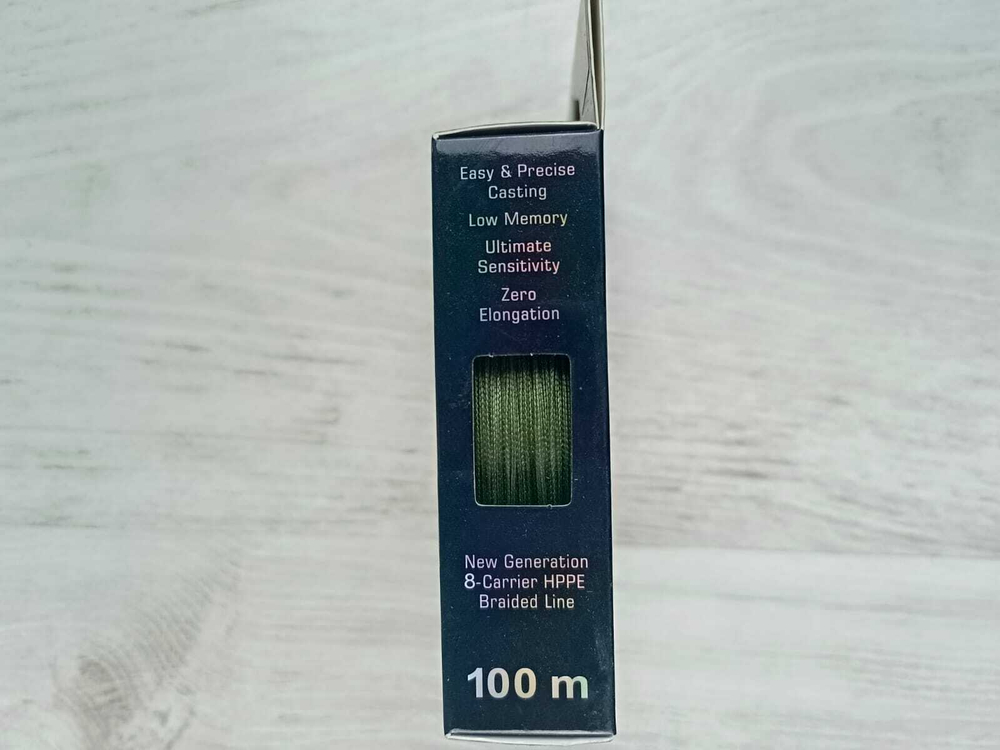 Easy & Precise
Casting
Low Memory
Ultimate
Sensitivity
Zero
Elongation
New Generation
8-Carrier HPPE
Braided Line
100 m